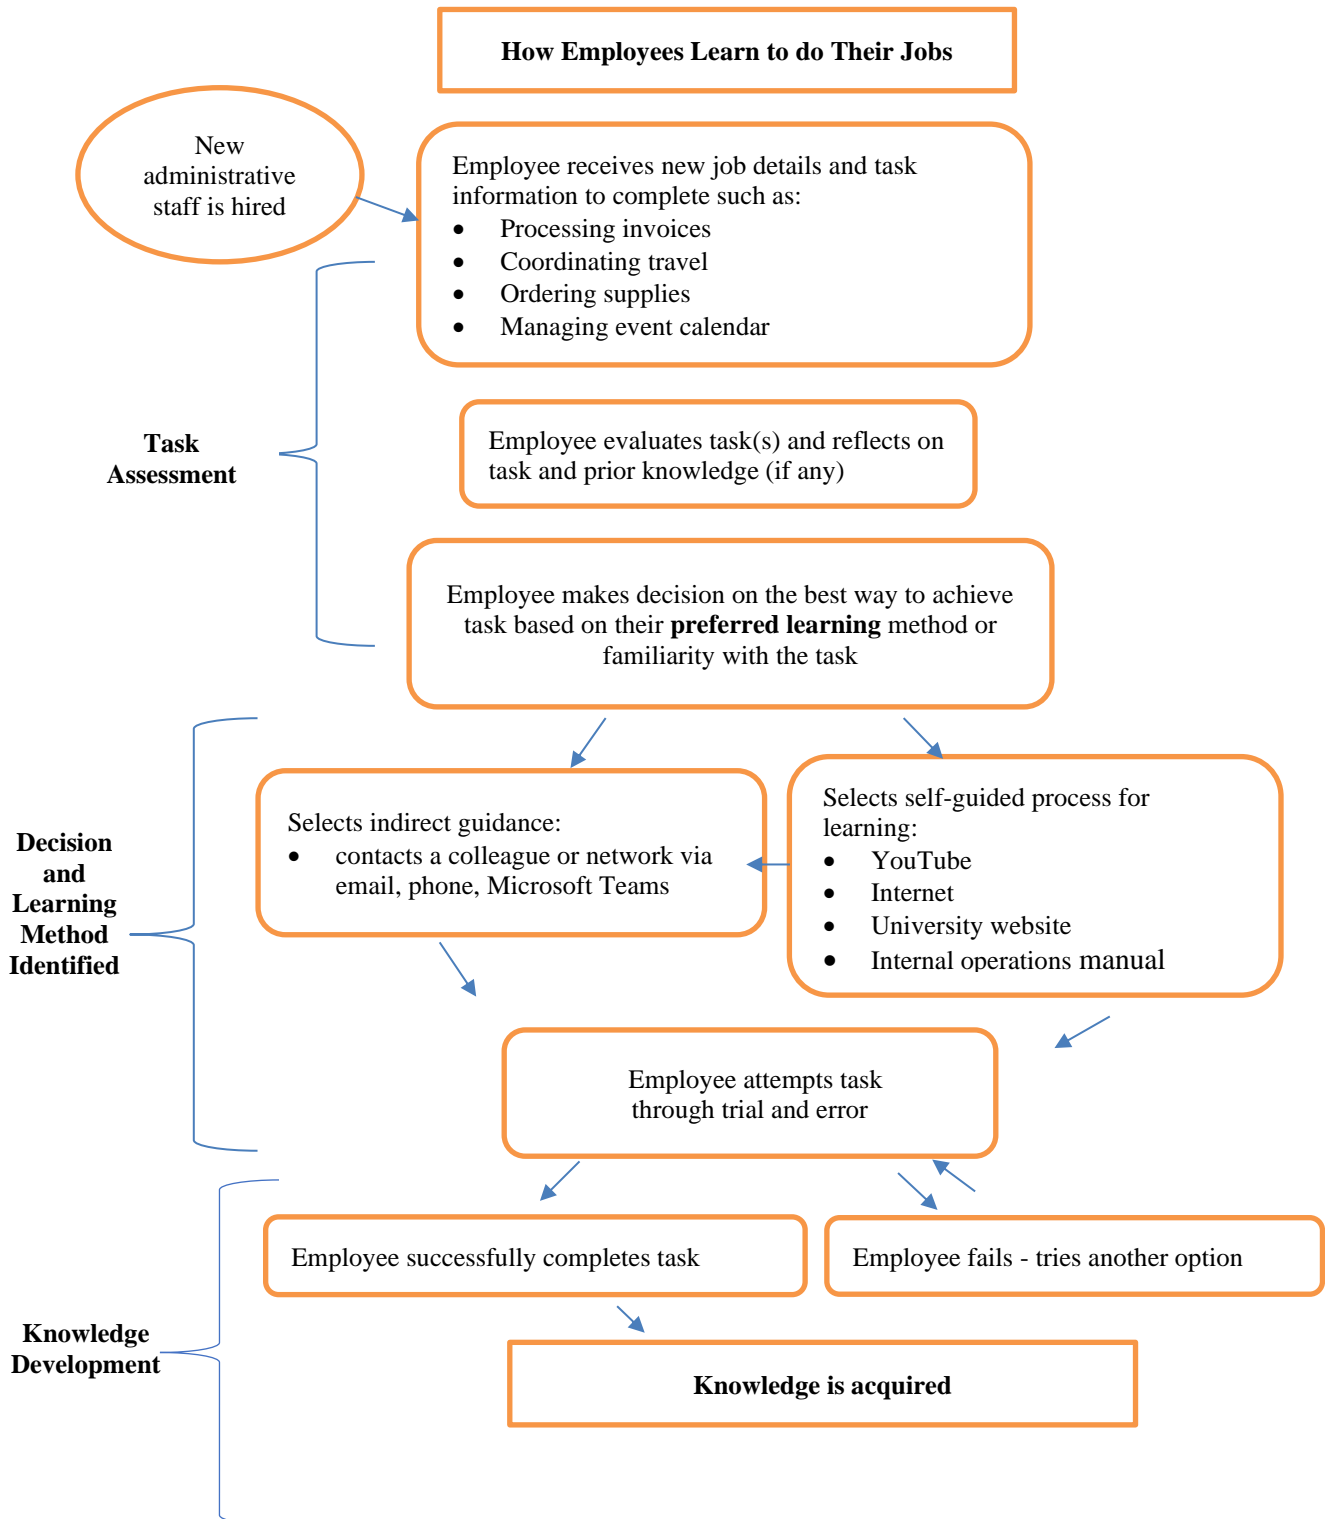 How Employees Learn to do Their Jobs
New
administrative
staff is hired
Employee receives new job details and task
information to complete such as:
• Processing invoices
• Coordinating travel
• Ordering supplies
• Managing event calendar
Task
Assessment
Employee evaluates task(s) and reflects on
task and prior knowledge (if any)
Employee makes decision on the best way to achieve
task based on their preferred learning method or
familiarity with the task
Decision
and
Learning
Method
Identified
Selects indirect guidance:
• contacts a colleague or network via
email, phone, Microsoft Teams
Selects self-guided process for
learning:
• YouTube
• Internet
• University website
• Internal operations manual
Employee attempts task
through trial and error
Knowledge
Development
Employee successfully completes task
Employee fails - tries another option
Knowledge is acquired